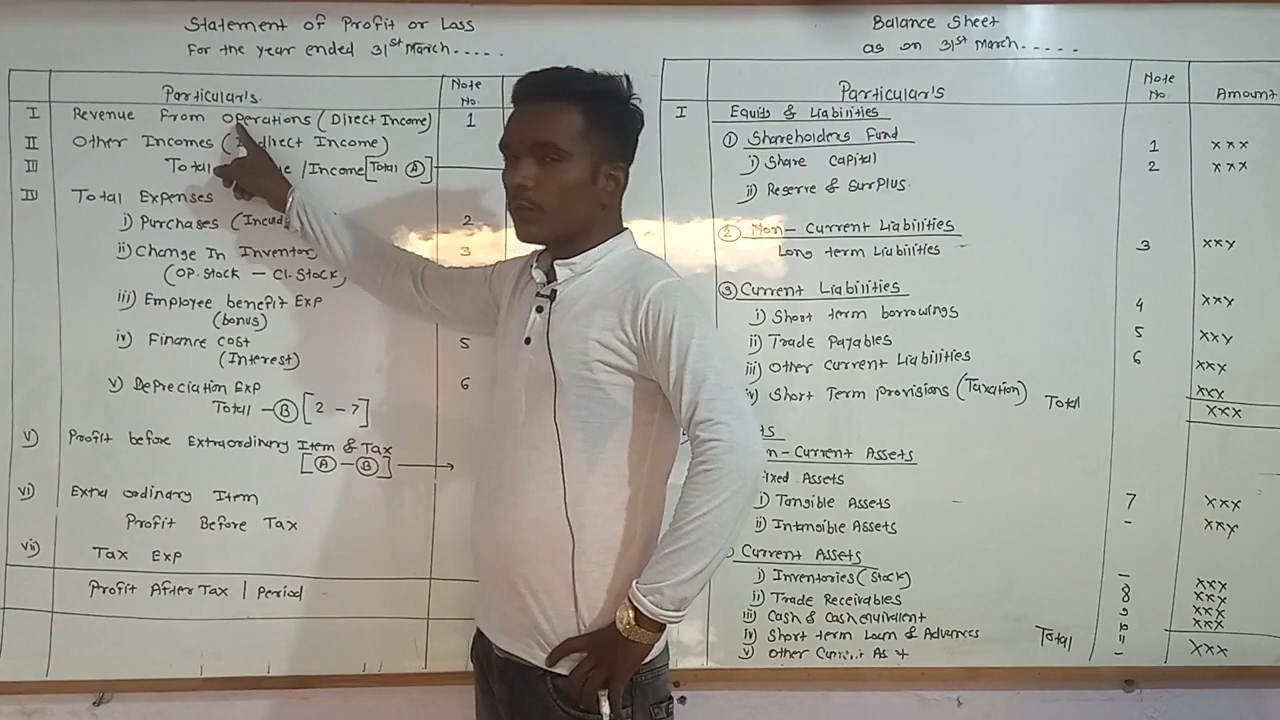 Statement of Profit or Loss
For the year ended 31st March.....
Particular's.
Note No.
I Revenue From Operations (Direct Income) 1
II Other Incomes (Indirect Income)
III Total /Income [Total A]
IV Total Expenses
i) Purchases 2
ii) Change In Inventor 3
(OP. Stock - Cl. Stock)
iii) Employee benefit Exp
(bonus)
iv) Finance cost 5
(Interest)
v) Depreciation Exp 6
Total - B [2 - 7]
v) Profit before Extraordinary Item & Tax
[A - B]
vi) Extra ordinary Item
Profit Before Tax
vii) Tax Exp
Profit After Tax | Period
Balance Sheet
as on 31st March.....
Particular's
Note No.
Amount
I Equity & Liabilities
1 Shareholders Fund
i) Share Capital 1 xxx
ii) Reserve & Surplus. 2 xxx
2 Non-Current Liabilities
Long term Liabilities 3 xxx
3 Current Liabilities
i) Short term borrowings 4 xxx
ii) Trade Payables 5 xxx
iii) Other current Liabilities 6 xxx
iv) Short Term provisions (Taxation) xxx
Total xxx
ts
n-Current Assets
ixed Assets
i) Tangible Assets 7 xxx
ii) Intangible Assets - xxx
Current Assets
i) Inventories (Stock) - xxx
ii) Trade Receivables 8 xxx
iii) Cash & Cash equivalent 9 xxx
iv) Short term Loan & Advances xxx
v) Other -
Total xxx